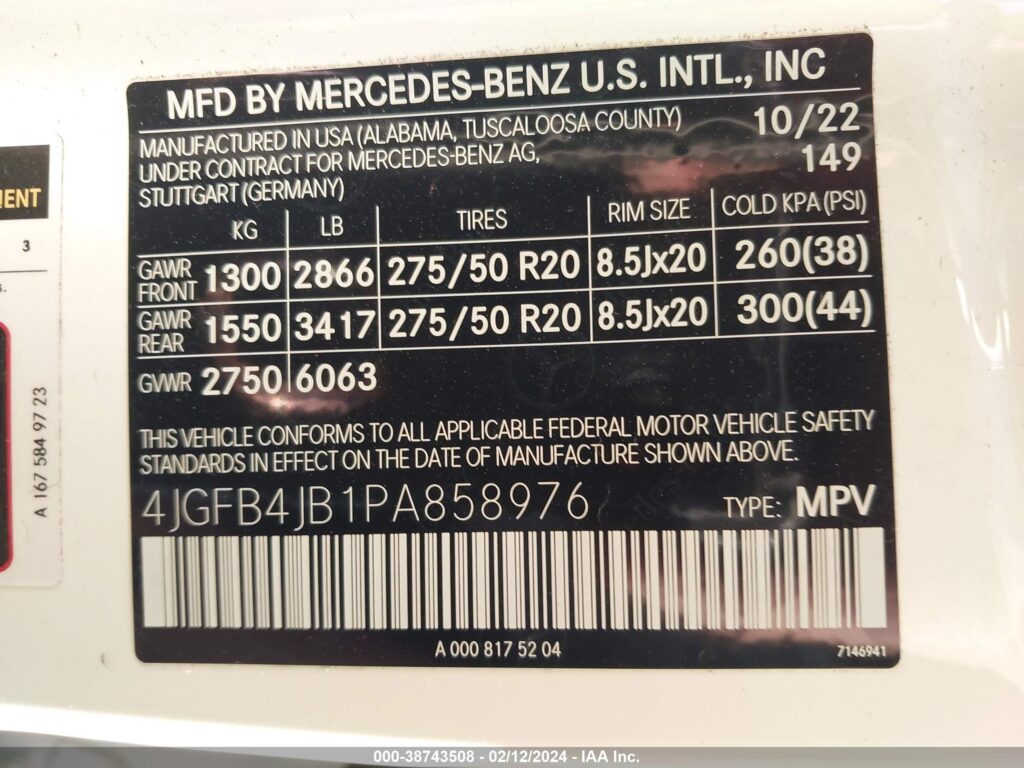 MFD BY MERCEDES-BENZ U.S. INTL., INC
MANUFACTURED IN USA (ALABAMA, TUSCALOOSA COUNTY) 10/22
UNDER CONTRACT FOR MERCEDES-BENZ AG, 149
STUTTGART (GERMANY)
KG LB TIRES RIM SIZE COLD KPA (PSI)
GAWR FRONT 1300 2866 275/50 R20 8.5Jx20 260(38)
GAWR REAR 1550 3417 275/50 R20 8.5Jx20 300(44)
GVWR 2750 6063
THIS VEHICLE CONFORMS TO ALL APPLICABLE FEDERAL MOTOR VEHICLE SAFETY
STANDARDS IN EFFECT ON THE DATE OF MANUFACTURE SHOWN ABOVE.
4JGFB4JB1PA858976 TYPE: MPV
A 000 817 52 04 7146941
3
A 167 584 97 23
000-38743508 - 02/12/2024 - IAA Inc.